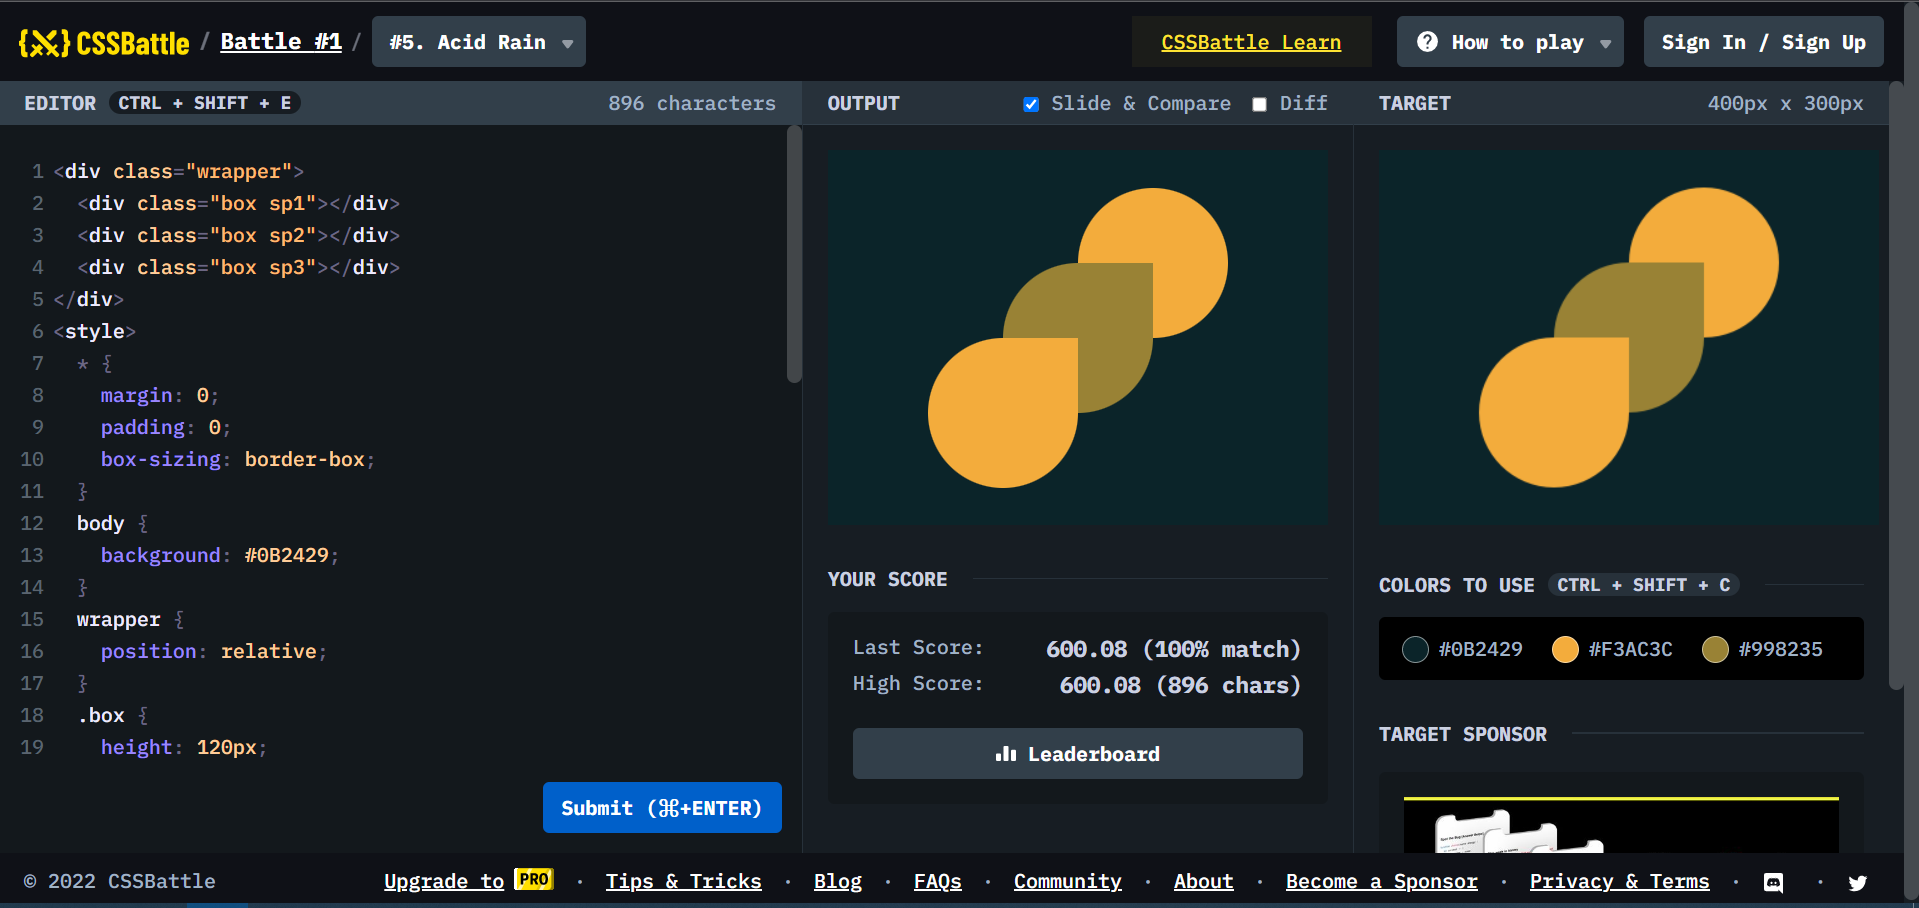 CSSBattle / Battle #1 / #5. Acid Rain
CSSBattle Learn
How to play
Sign In / Sign Up
EDITOR CTRL + SHIFT + E 896 characters
1 <div class="wrapper">
2 <div class="box sp1"></div>
3 <div class="box sp2"></div>
4 <div class="box sp3"></div>
5 </div>
6 <style>
7 * {
8 margin: 0;
9 padding: 0;
10 box-sizing: border-box;
11 }
12 body {
13 background: #0B2429;
14 }
15 wrapper {
16 position: relative;
17 }
18 .box {
19 height: 120px;
Submit (⌘+ENTER)
OUTPUT Slide & Compare Diff
YOUR SCORE
Last Score: 600.08 (100% match)
High Score: 600.08 (896 chars)
Leaderboard
TARGET 400px x 300px
COLORS TO USE CTRL + SHIFT + C
#0B2429 #F3AC3C #998235
TARGET SPONSOR
© 2022 CSSBattle
Upgrade to PRO · Tips & Tricks · Blog · FAQs · Community · About · Become a Sponsor · Privacy & Terms · ·